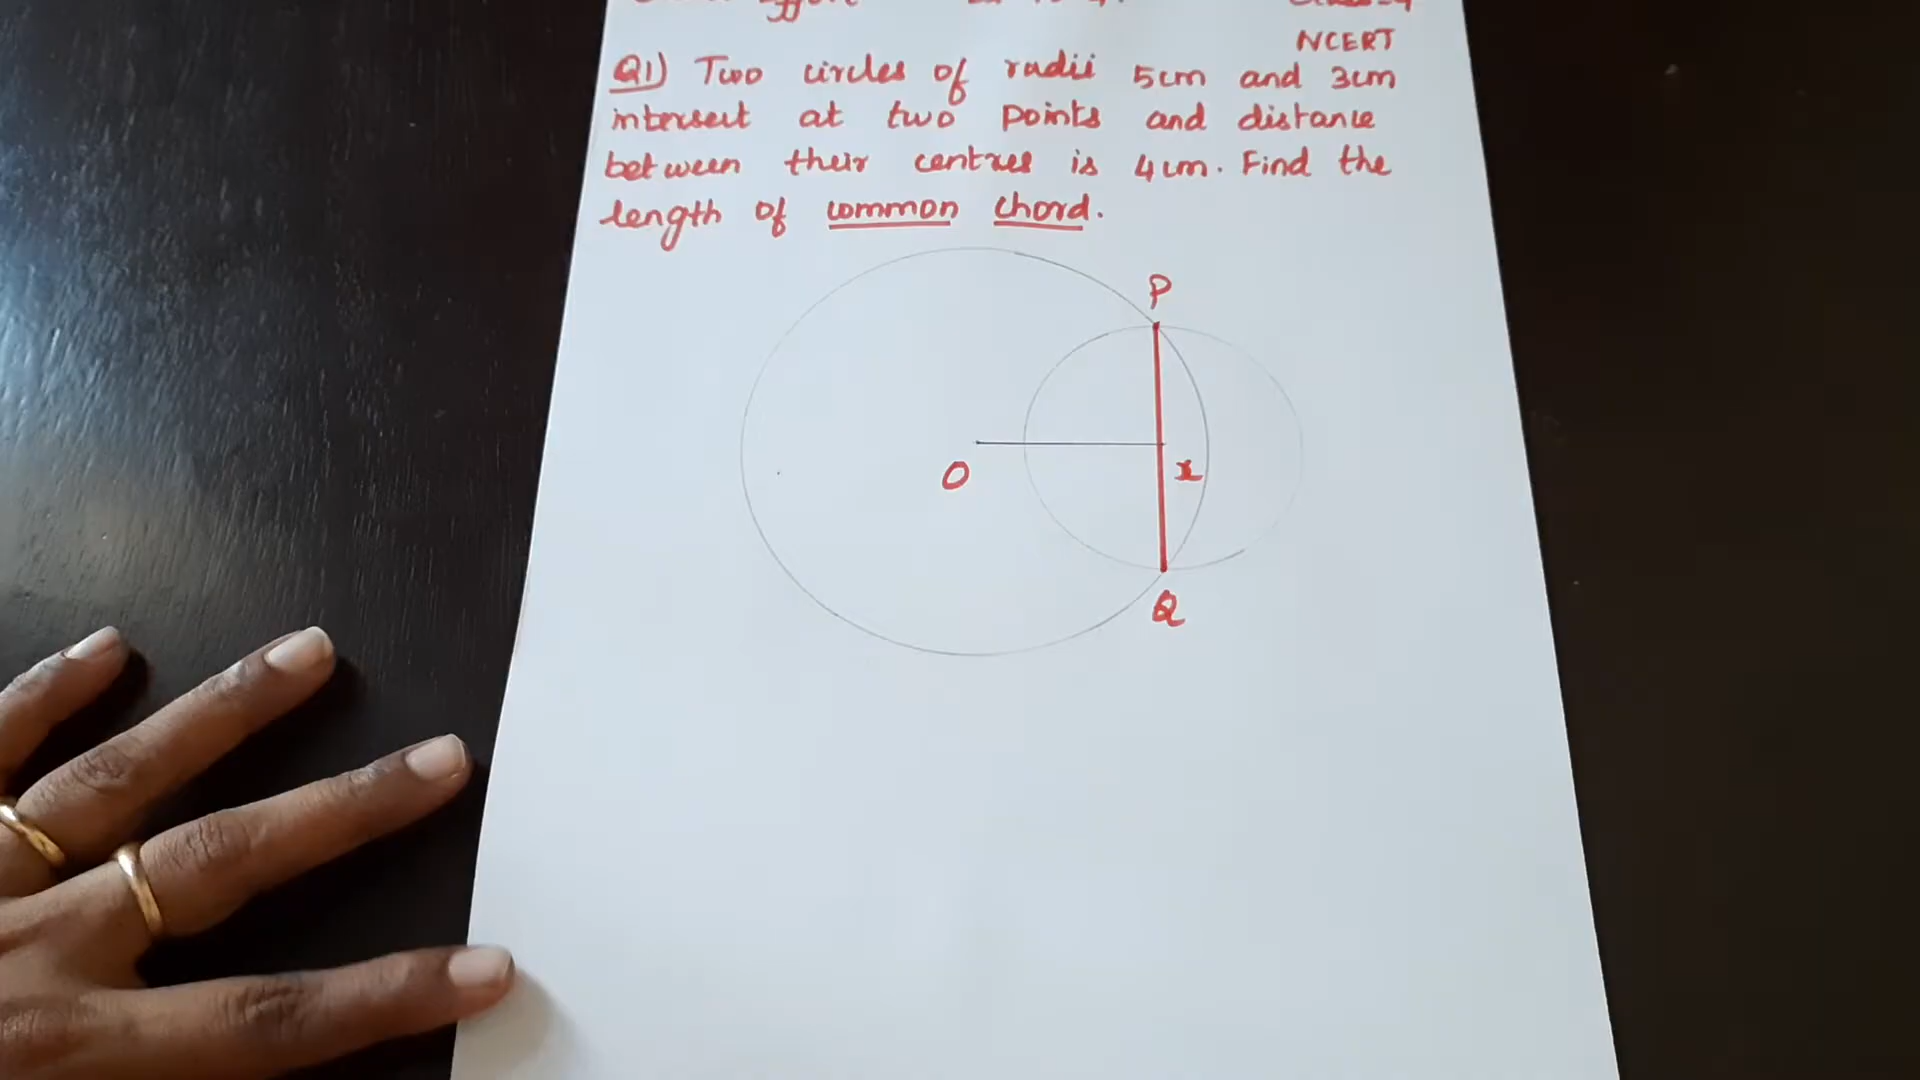 NCERT
Q1) Two circles of radii 5cm and 3cm
intersect at two points and distance
between their centres is 4cm. Find the
length of common chord.
P
O
x
Q